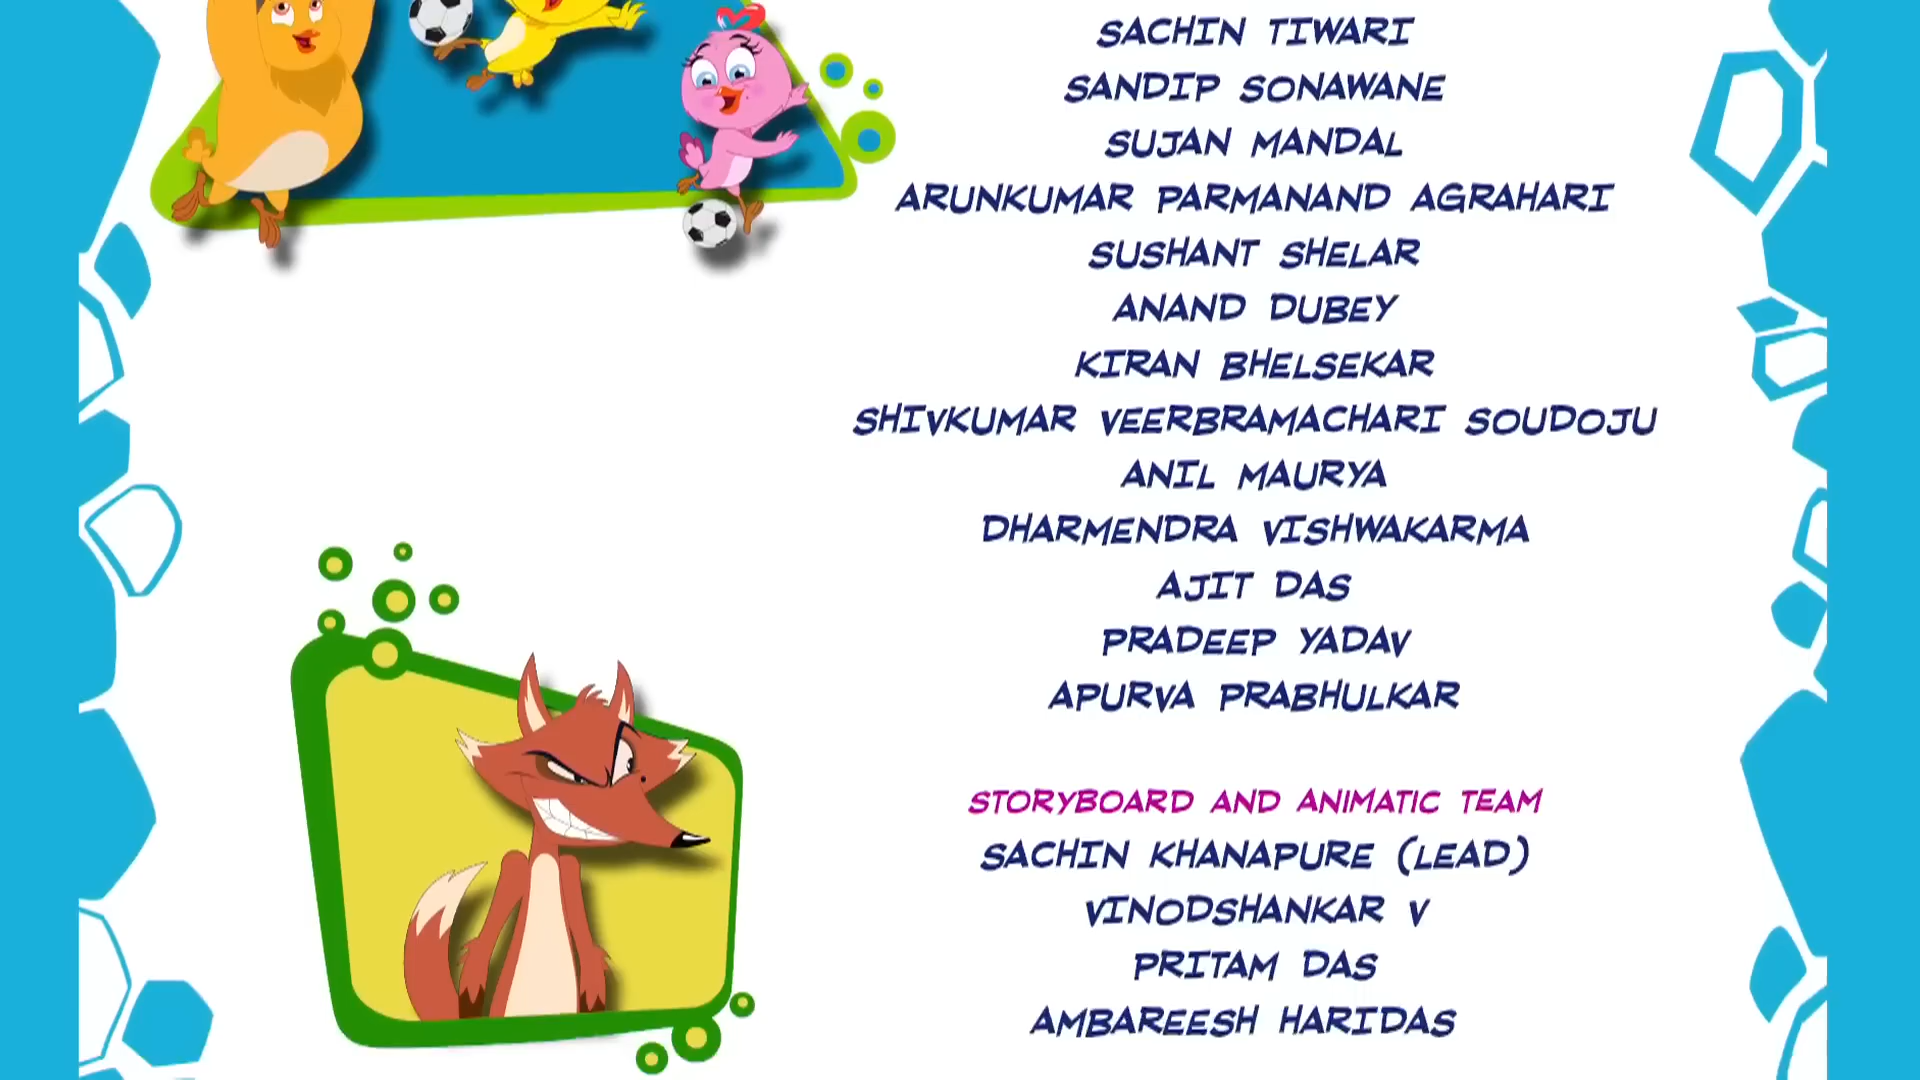 SACHIN TIWARI
SANDIP SONAWANE
SUJAN MANDAL
ARUNKUMAR PARMANAND AGRAHARI
SUSHANT SHELAR
ANAND DUBEY
KIRAN BHELSEKAR
SHIVKUMAR VEERBRAMACHARI SOUDOJU
ANIL MAURYA
DHARMENDRA VISHWAKARMA
AJIT DAS
PRADEEP YADAV
APURVA PRABHULKAR
STORYBOARD AND ANIMATIC TEAM
SACHIN KHANAPURE (LEAD)
VINODSHANKAR V
PRITAM DAS
AMBAREESH HARIDAS